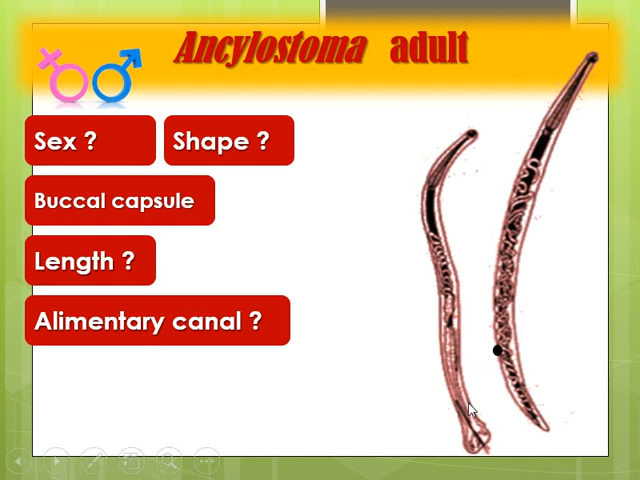 Ancylostoma adult
Sex ? Shape ?
Buccal capsule
Length ?
Alimentary canal ?